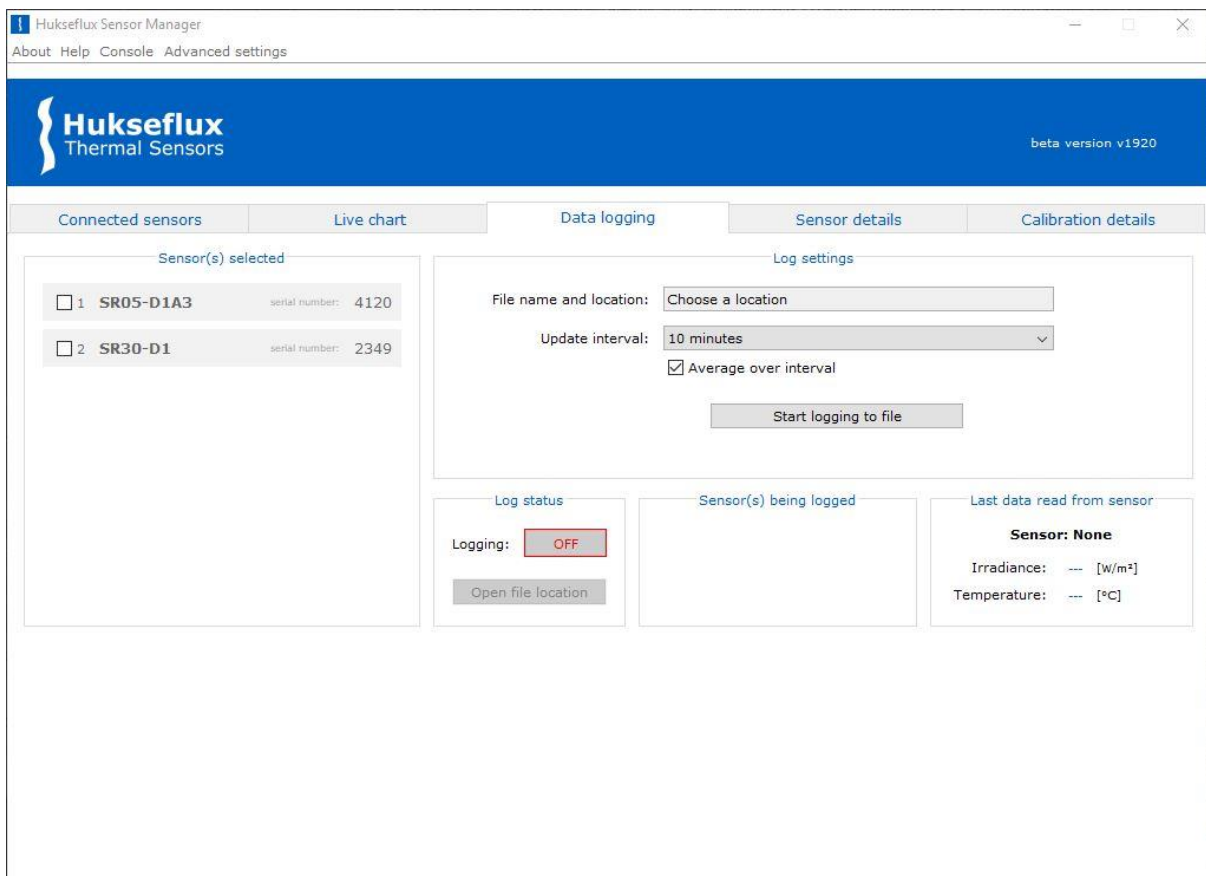 Hukseflux Sensor Manager
About Help Console Advanced settings
Hukseflux
Thermal Sensors
beta version v1920
Connected sensors Live chart Data logging Sensor details Calibration details
Sensor(s) selected
1 SR05-D1A3 serial number: 4120
2 SR30-D1 serial number: 2349
Log settings
File name and location: Choose a location
Update interval: 10 minutes
Average over interval
Start logging to file
Log status
Logging: OFF
Open file location
Sensor(s) being logged
Last data read from sensor
Sensor: None
Irradiance: --- [W/m²]
Temperature: --- [°C]